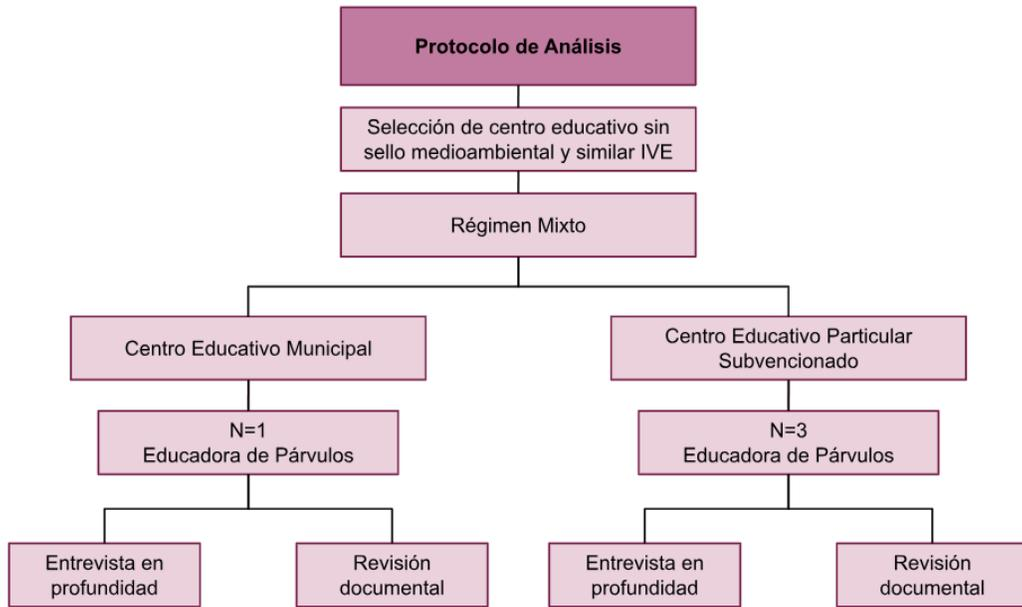 Protocolo de Análisis
Selección de centro educativo sin
sello medioambiental y similar IVE
Régimen Mixto
Centro Educativo Municipal
Centro Educativo Particular
Subvencionado
N=1
Educadora de Párvulos
N=3
Educadora de Párvulos
Entrevista en
profundidad
Revisión
documental
Entrevista en
profundidad
Revisión
documental